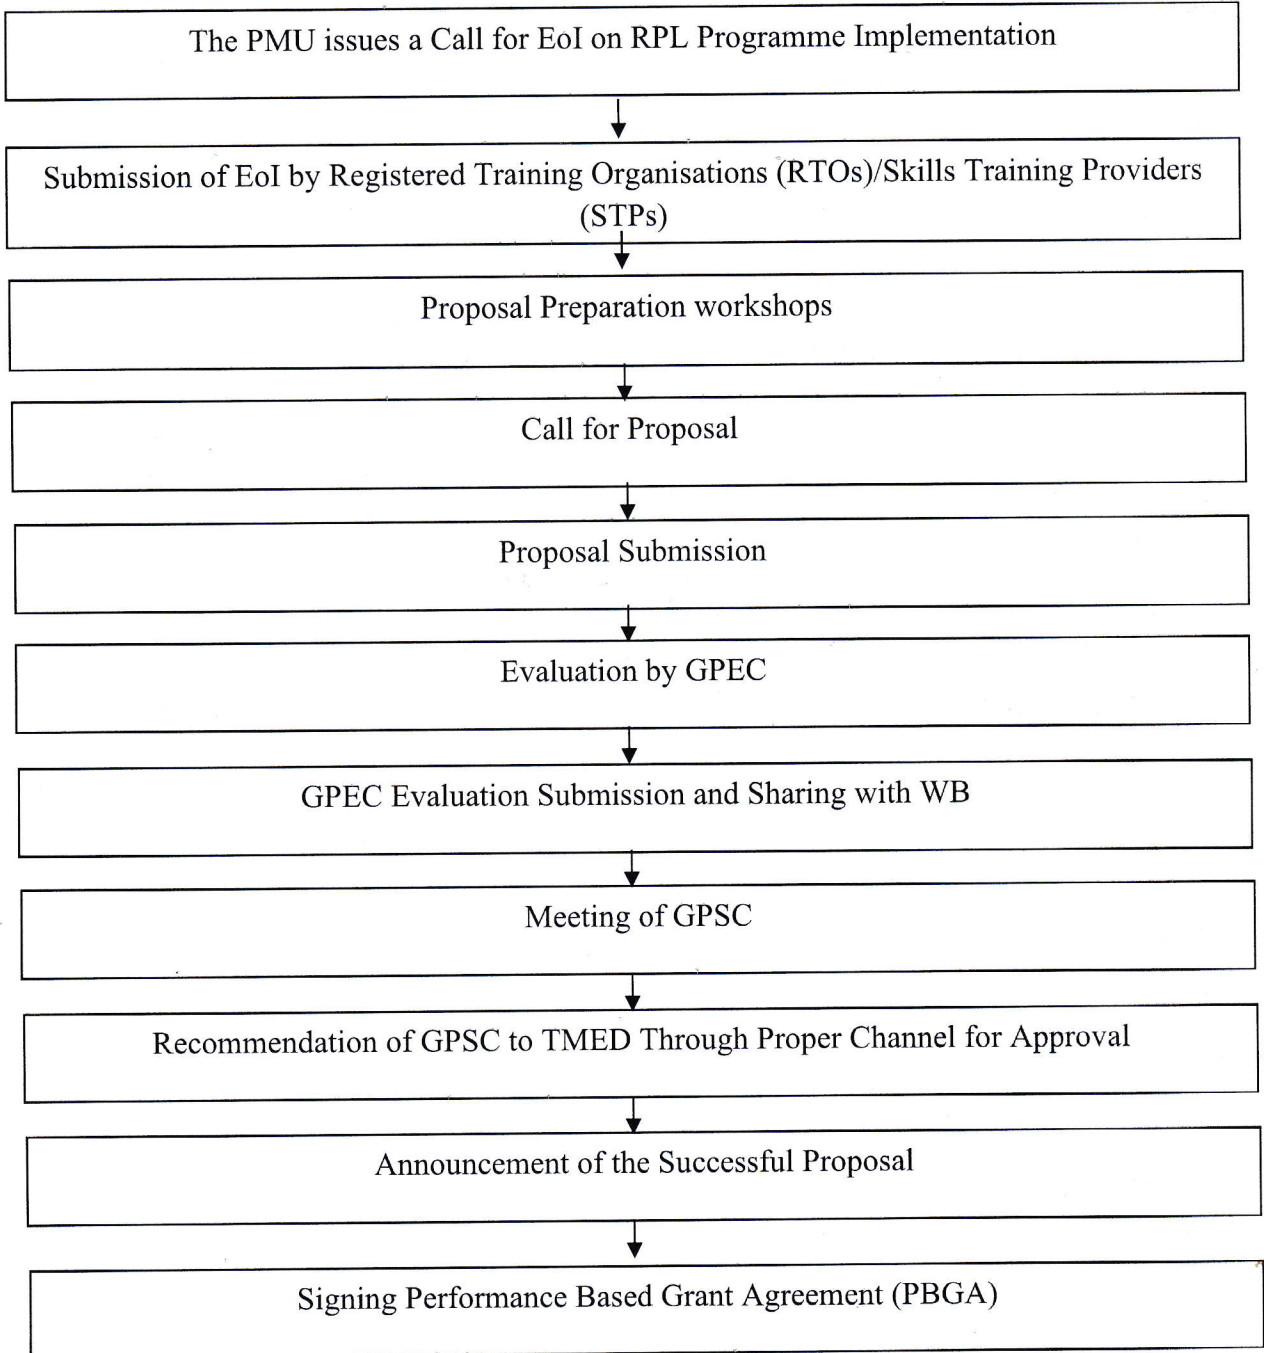 The PMU issues a Call for EoI on RPL Programme Implementation
Submission of EoI by Registered Training Organisations (RTOs)/Skills Training Providers
(STPs)
Proposal Preparation workshops
Call for Proposal
Proposal Submission
Evaluation by GPEC
GPEC Evaluation Submission and Sharing with WB
Meeting of GPSC
Recommendation of GPSC to TMED Through Proper Channel for Approval
Announcement of the Successful Proposal
Signing Performance Based Grant Agreement (PBGA)